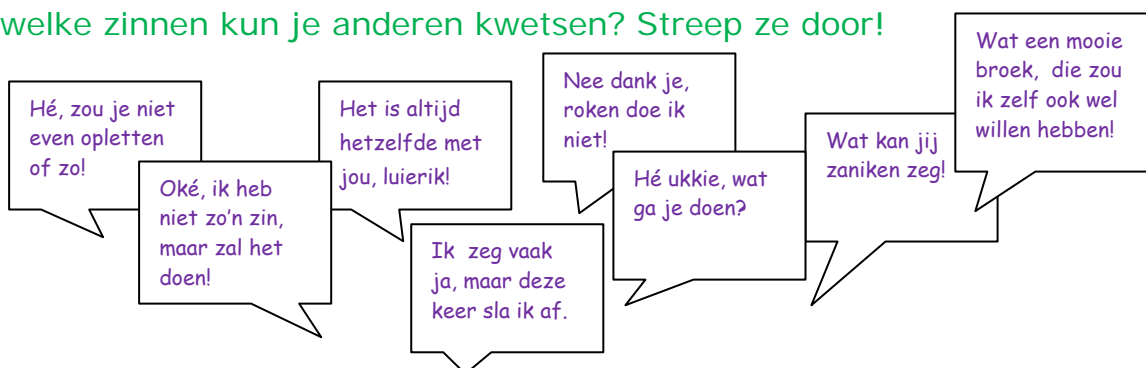 welke zinnen kun je anderen kwetsen? Streep ze door!
Hé, zou je niet
even opletten
of zo!
Oké, ik heb
niet zo'n zin,
maar zal het
doen!
Het is altijd
hetzelfde met
jou, luierik!
Ik zeg vaak
ja, maar deze
keer sla ik af.
Nee dank je,
roken doe ik
niet!
Hé ukkie, wat
ga je doen?
Wat kan jij
zaniken zeg!
Wat een mooie
broek, die zou
ik zelf ook wel
willen hebben!